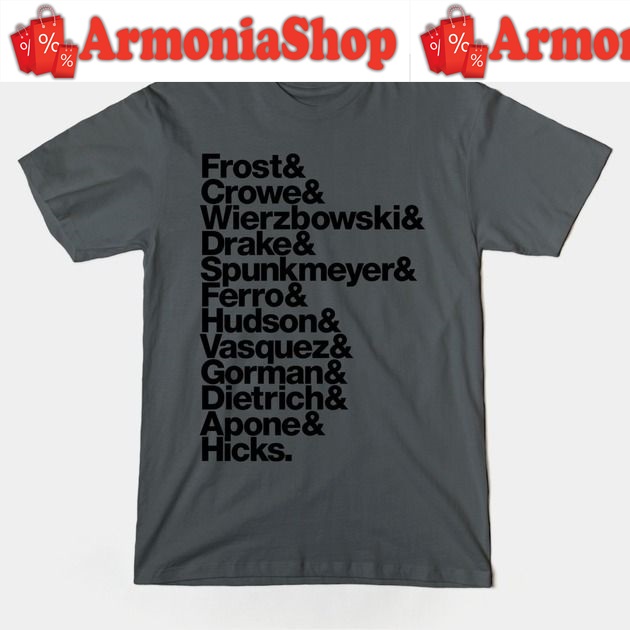 ArmoniaShop
Armon
Frost&
Crowe&
Wierzbowski&
Drake&
Spunkmeyer&
Ferro&
Hudson&
Vasquez&
Gorman&
Dietrich&
Apone&
Hicks.